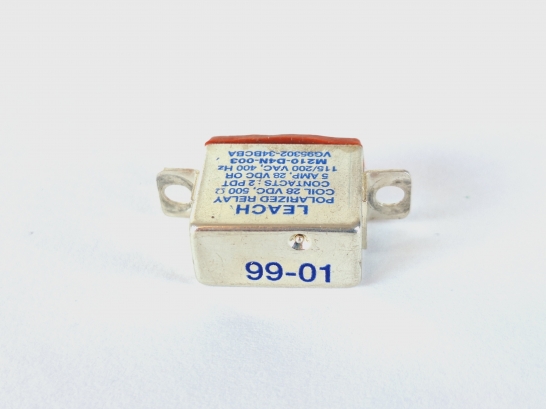 LEACH
POLARIZED RELAY
COIL 28 VDC, 500 Ω
CONTACTS : 2 PDT
5 AMP, 28 VDC OR
115/200 VAC, 400 Hz
M210-D4N-003
VG95302-34BCBA
99-01